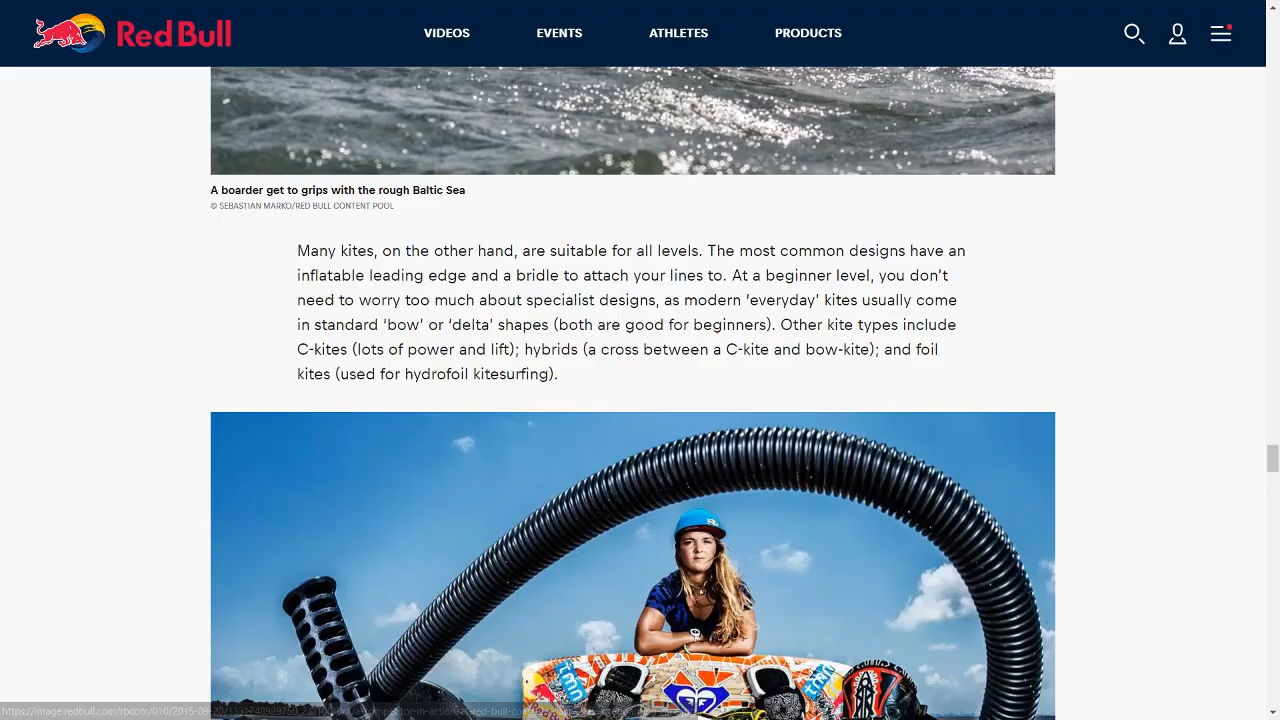 Red Bull
VIDEOS
EVENTS
ATHLETES
PRODUCTS
A boarder get to grips with the rough Baltic Sea
© SEBASTIAN MARKO/RED BULL CONTENT POOL
Many kites, on the other hand, are suitable for all levels. The most common designs have an
inflatable leading edge and a bridle to attach your lines to. At a beginner level, you don’t
need to worry too much about specialist designs, as modern ‘everyday’ kites usually come
in standard ‘bow’ or ‘delta’ shapes (both are good for beginners). Other kite types include
C-kites (lots of power and lift); hybrids (a cross between a C-kite and bow-kite); and foil
kites (used for hydrofoil kitesurfing).